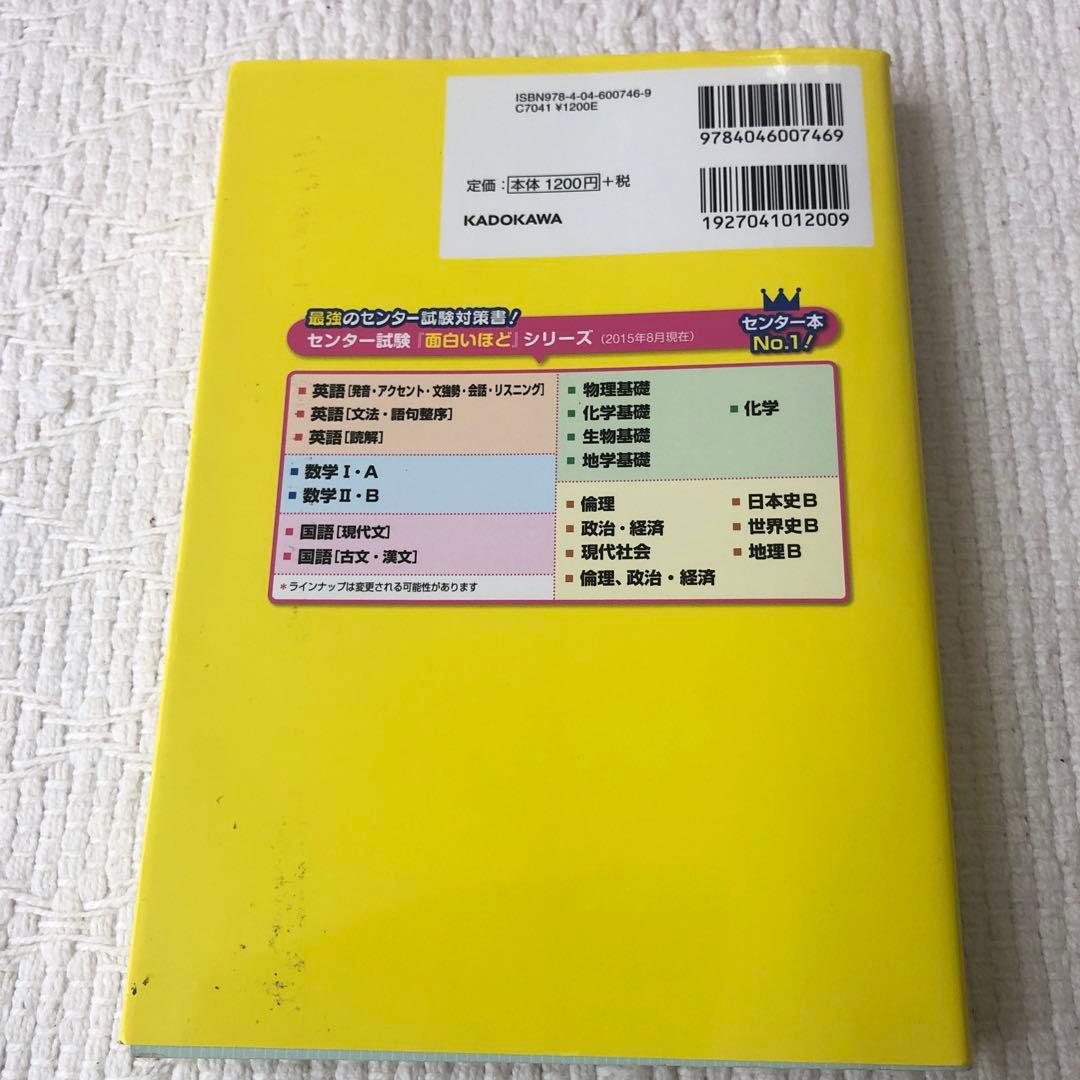 ISBN978-4-04-600746-9
C7041 ¥1200E
9784046007469
定価：本体 1200円＋税
KADOKAWA
1927041012009
最強のセンター試験対策書！
センター試験『面白いほど』シリーズ（2015年8月現在）
センター本
No.1！
■ 英語［発音・アクセント・文強勢・会話・リスニング］
■ 英語［文法・語句整序］
■ 英語［読解］
■ 数学Ⅰ・A
■ 数学Ⅱ・B
■ 国語［現代文］
■ 国語［古文・漢文］
＊ラインナップは変更される可能性があります
■ 物理基礎
■ 化学基礎
■ 生物基礎
■ 地学基礎
■ 化学
■ 倫理
■ 政治・経済
■ 現代社会
■ 倫理、政治・経済
■ 日本史B
■ 世界史B
■ 地理B